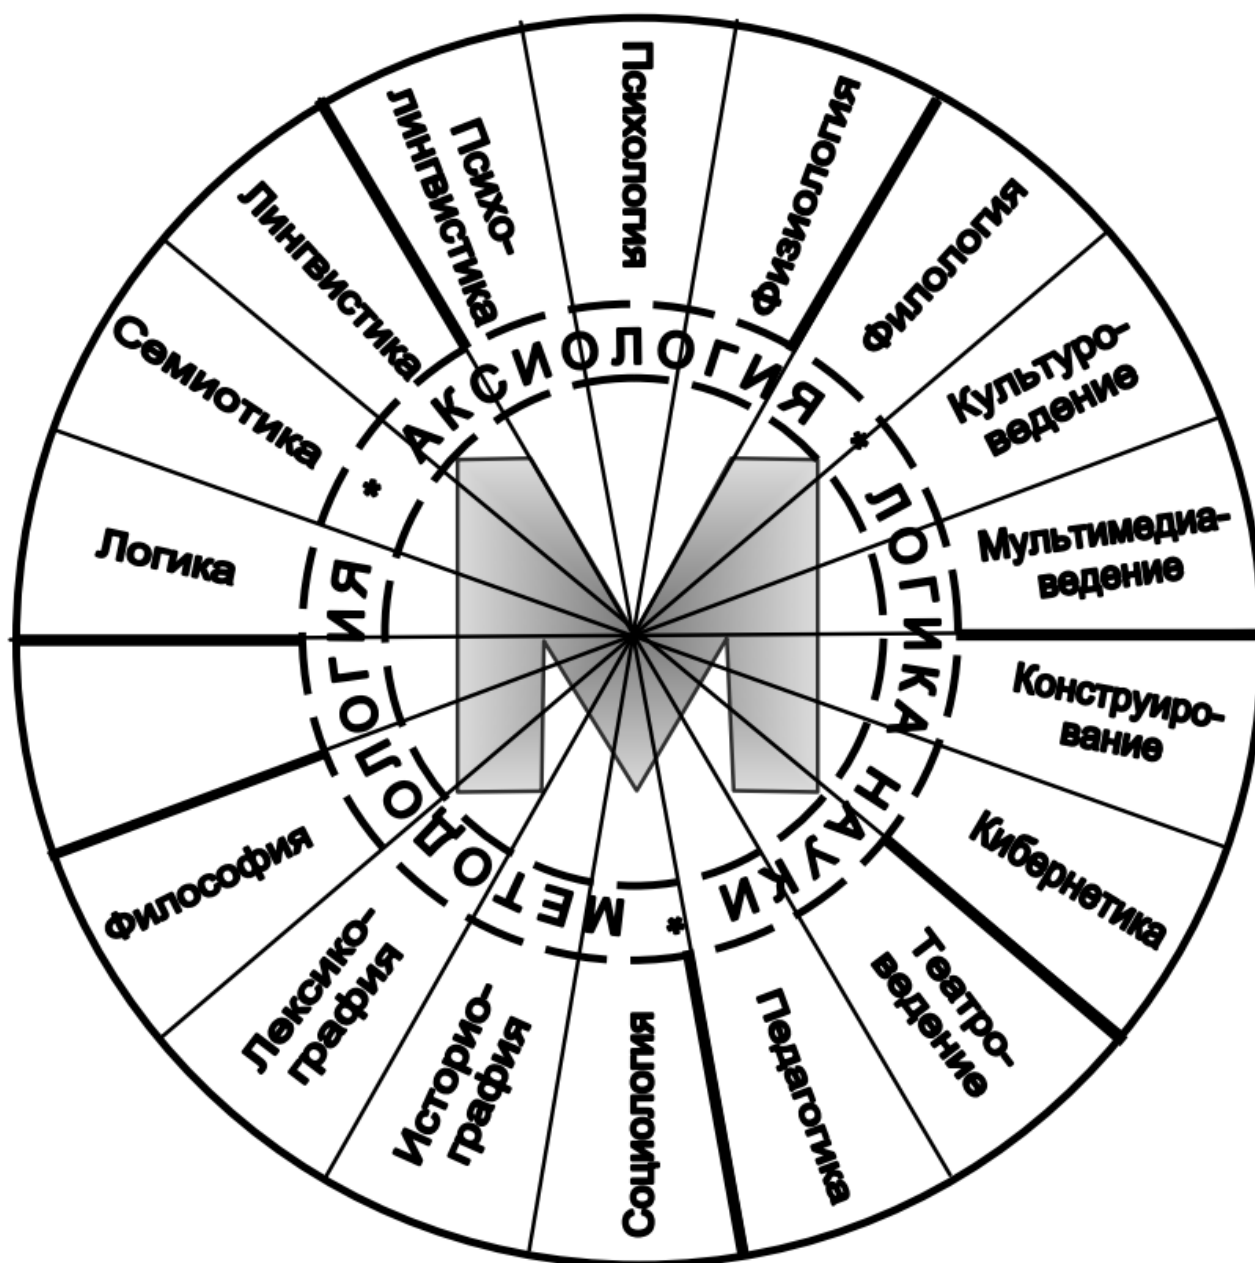 Психология
Физиология
Филология
Культуро-
ведение
Мультимедиа-
ведение
Конструиро-
вание
Кибернетика
Театро-
ведение
Педагогика
Социология
Историо-
графия
Лексико-
графия
Философия
Логика
Семиотика
Лингвистика
Психо-
лингвистика
* АКСИОЛОГИЯ * ЛОГИКА НАУКИ * МЕТОДОЛОГИЯ